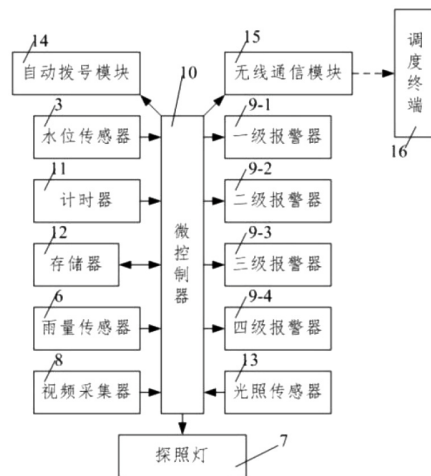 14
自动拨号模块
15
无线通信模块
调度终端
16
10
微控制器
3
水位传感器
9-1
一级报警器
11
计时器
9-2
二级报警器
12
存储器
9-3
三级报警器
6
雨量传感器
9-4
四级报警器
8
视频采集器
13
光照传感器
探照灯
7